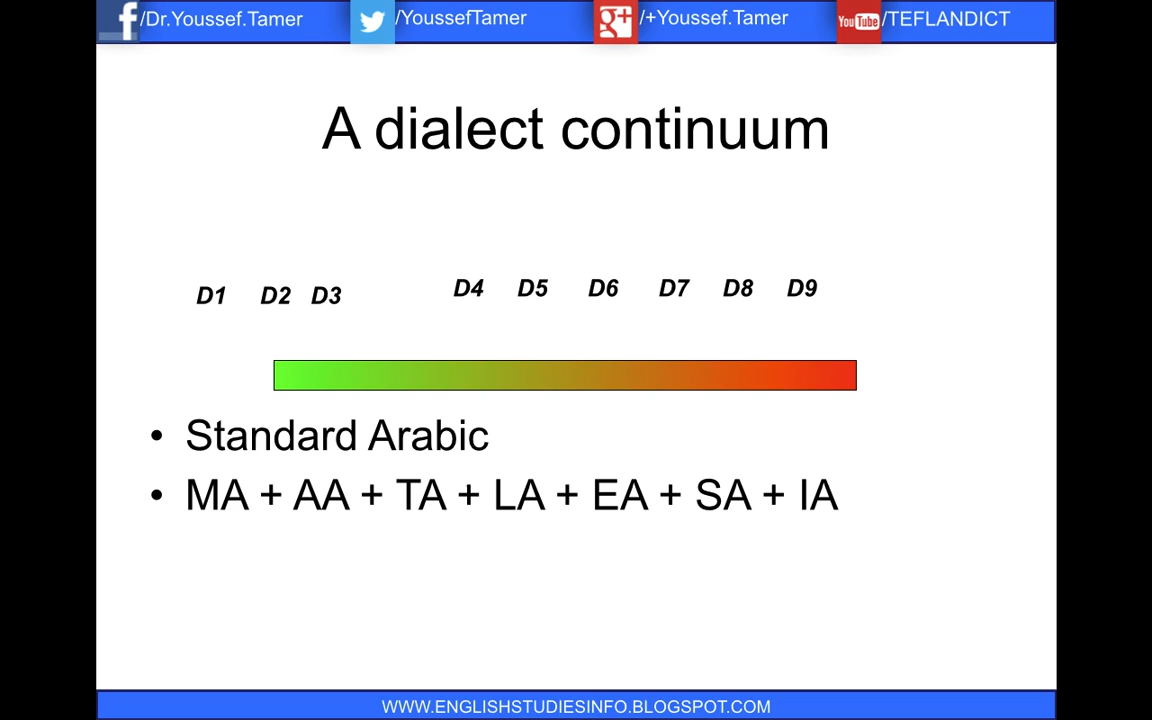 /Dr.Youssef.Tamer /YoussefTamer /+Youssef.Tamer YouTube /TEFLANDICT
A dialect continuum
D1 D2 D3 D4 D5 D6 D7 D8 D9
• Standard Arabic
• MA + AA + TA + LA + EA + SA + IA
WWW.ENGLISHSTUDIESINFO.BLOGSPOT.COM